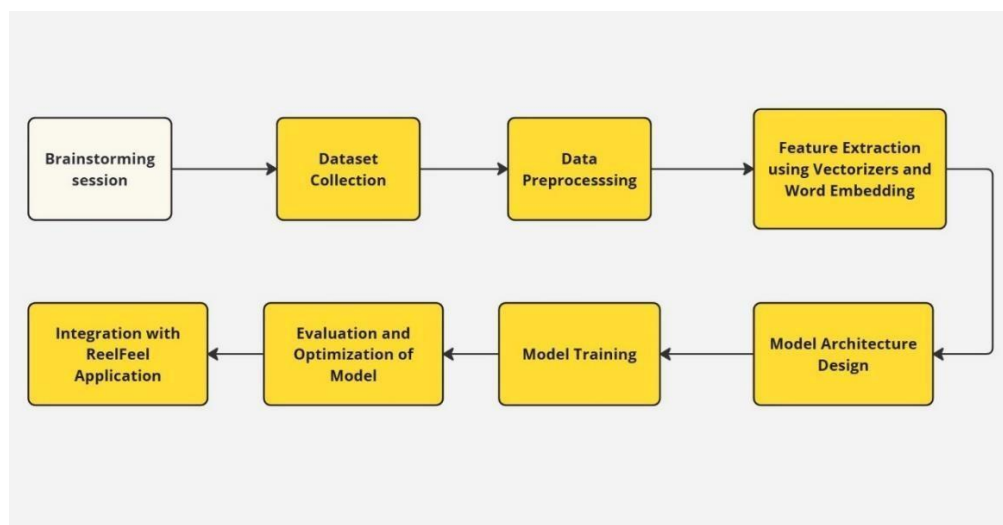 Brainstorming
session
Dataset
Collection
Data
Preprocesssing
Feature Extraction
using Vectorizers and
Word Embedding
Model Architecture
Design
Model Training
Evaluation and
Optimization of
Model
Integration with
ReelFeel
Application